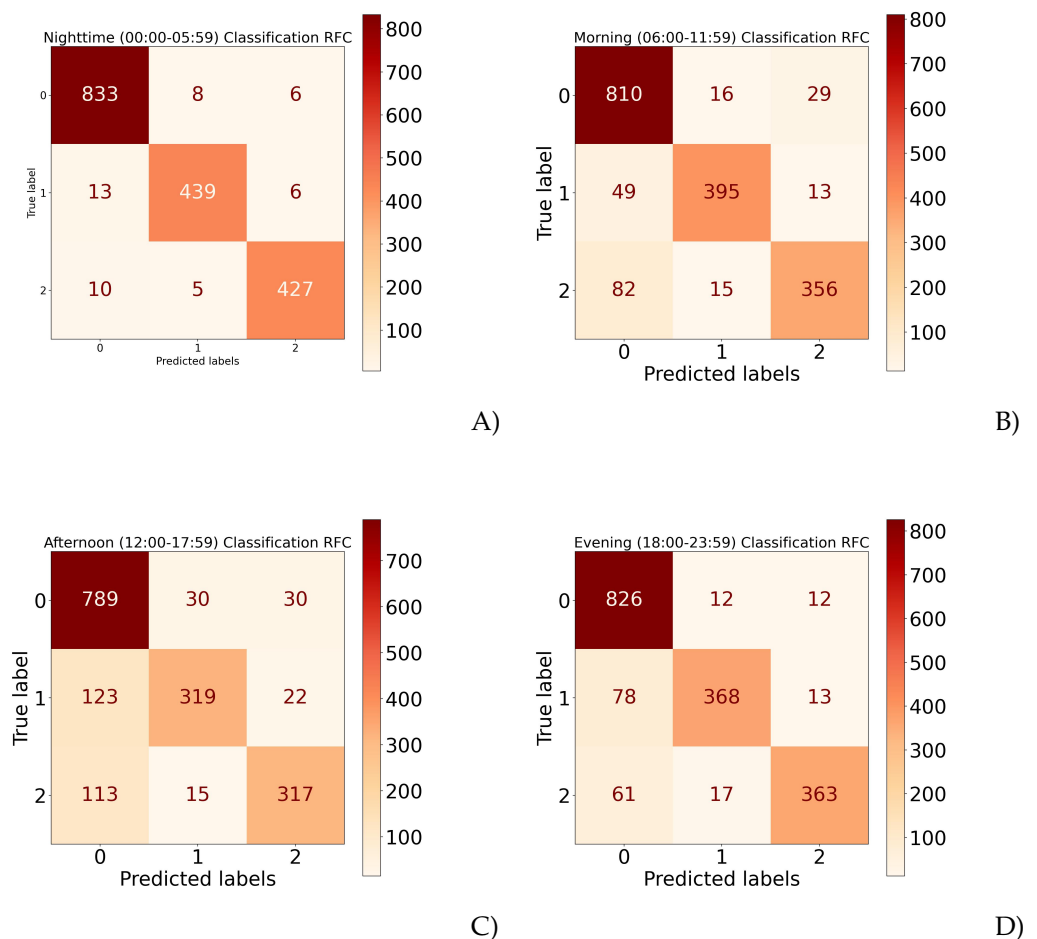 Nighttime (00:00-05:59) Classification RFC
800
700
600
500
400
300
200
100
0 833 8 6
1 13 439 6
2 10 5 427
True label
0 1 2
Predicted labels
A)
Morning (06:00-11:59) Classification RFC
800
700
600
500
400
300
200
100
0 810 16 29
1 49 395 13
2 82 15 356
True label
0 1 2
Predicted labels
B)
Afternoon (12:00-17:59) Classification RFC
700
600
500
400
300
200
100
0 789 30 30
1 123 319 22
2 113 15 317
True label
0 1 2
Predicted labels
C)
Evening (18:00-23:59) Classification RFC
800
700
600
500
400
300
200
100
0 826 12 12
1 78 368 13
2 61 17 363
True label
0 1 2
Predicted labels
D)